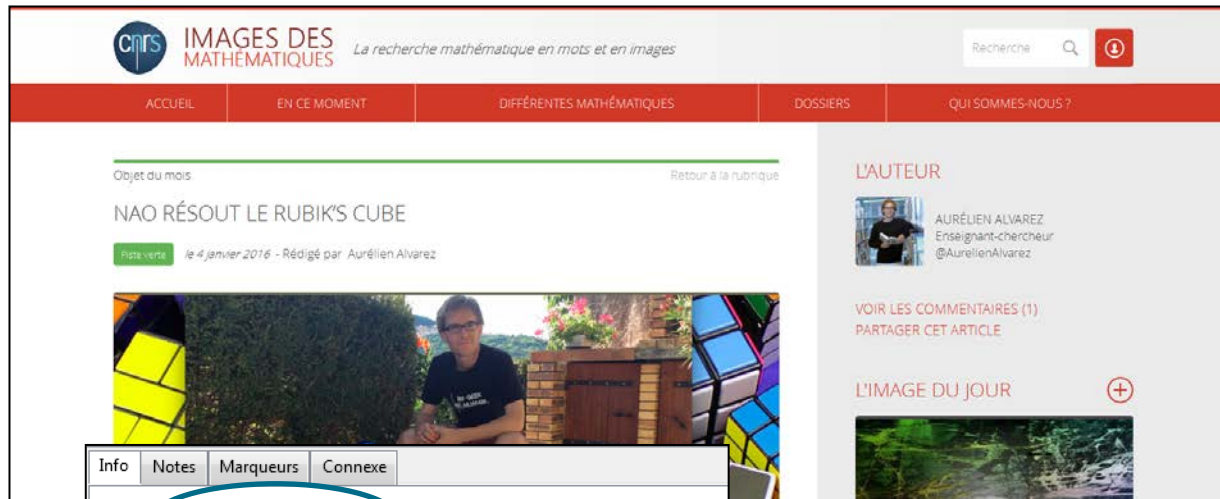 cnrs
IMAGES DES
MATHÉMATIQUES
La recherche mathématique en mots et en images
Recherche
ACCUEIL
EN CE MOMENT
DIFFÉRENTES MATHÉMATIQUES
DOSSIERS
QUI SOMMES-NOUS ?
Objet du mois
Retour à la rubrique
NAO RÉSOUT LE RUBIK'S CUBE
Piste verte le 4 janvier 2016 - Rédigé par Aurélien Alvarez
L'AUTEUR
AURÉLIEN ALVAREZ
Enseignant-chercheur
@AurelienAlvarez
VOIR LES COMMENTAIRES (1)
PARTAGER CET ARTICLE
L'IMAGE DU JOUR
Info
Notes
Marqueurs
Connexe